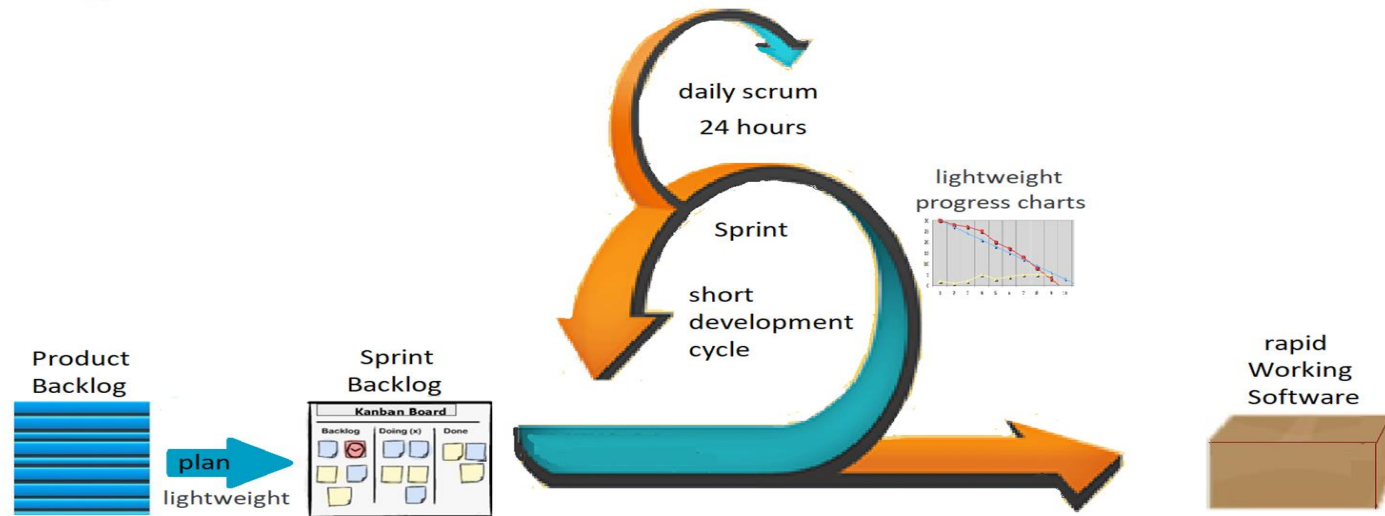 daily scrum
24 hours
lightweight
progress charts
Sprint
short
development
cycle
Product
Backlog
plan
lightweight
Sprint
Backlog
Kanban Board
Backlog
Doing (x)
Done
rapid
Working
Software